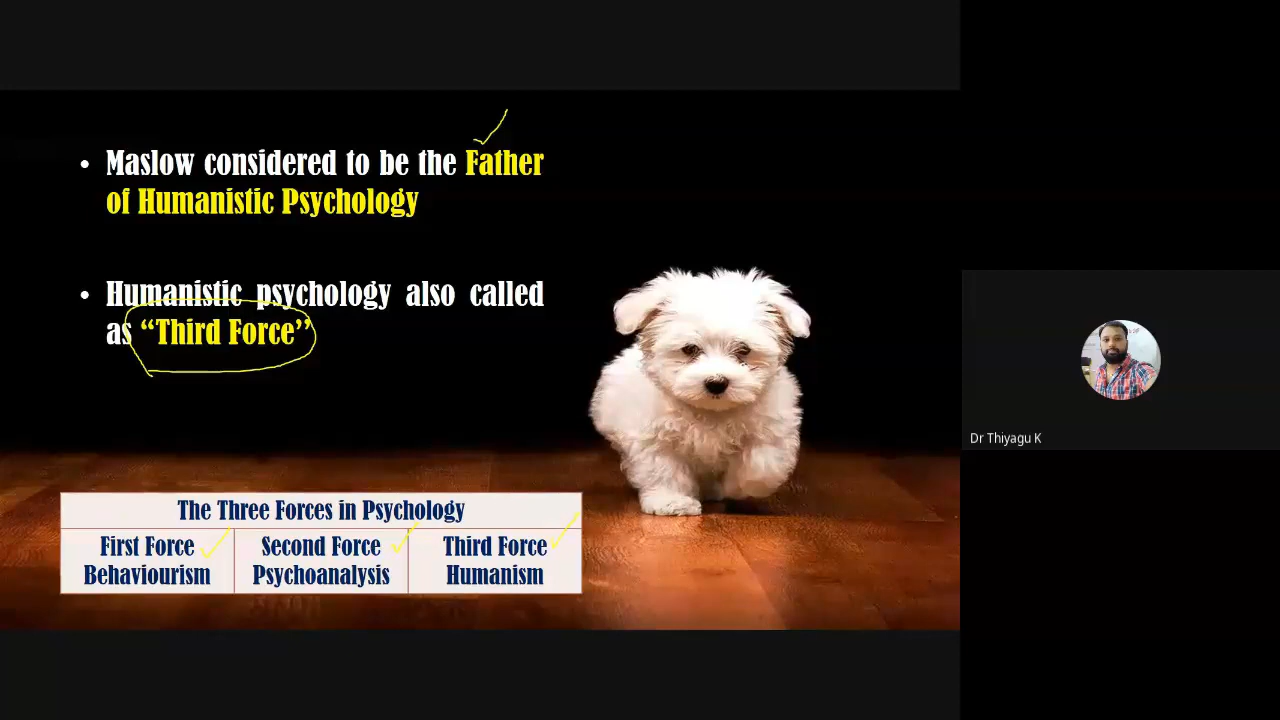 • Maslow considered to be the Father
of Humanistic Psychology
• Humanistic psychology also called
as “Third Force”
The Three Forces in Psychology
First Force
Behaviourism
Second Force
Psychoanalysis
Third Force
Humanism
Dr Thiyagu K